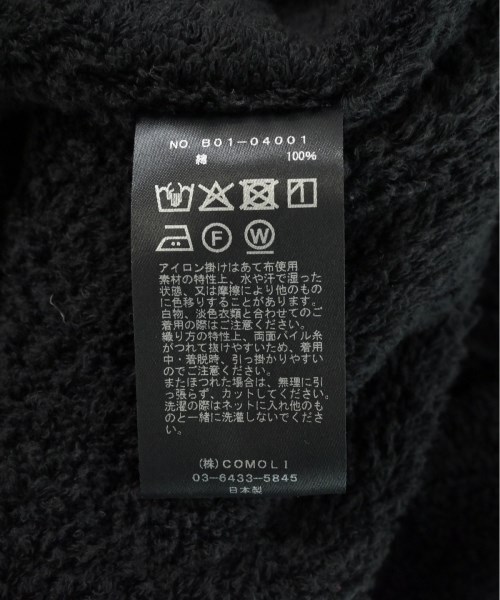 NO. B01-04001
綿 100%
F W
アイロン掛けはあて布使用
素材の特性上、水や汗で湿った
状態、又は摩擦により他のもの
に色移りすることがあります。
白物、淡色衣類と合わせてのご
着用の際はご注意ください。
織り方の特性上、両面パイル糸
がつれて抜けやすいため、着用
中・着脱時、引っ掛かりやすい
のでご注意ください。
またほつれた場合は、無理に引
っ張らず、カットしてください。
洗濯の際はネットに入れ他のも
のと一緒に洗濯しないでくださ
い。
(株)COMOLI
03-6433-5845
日本製